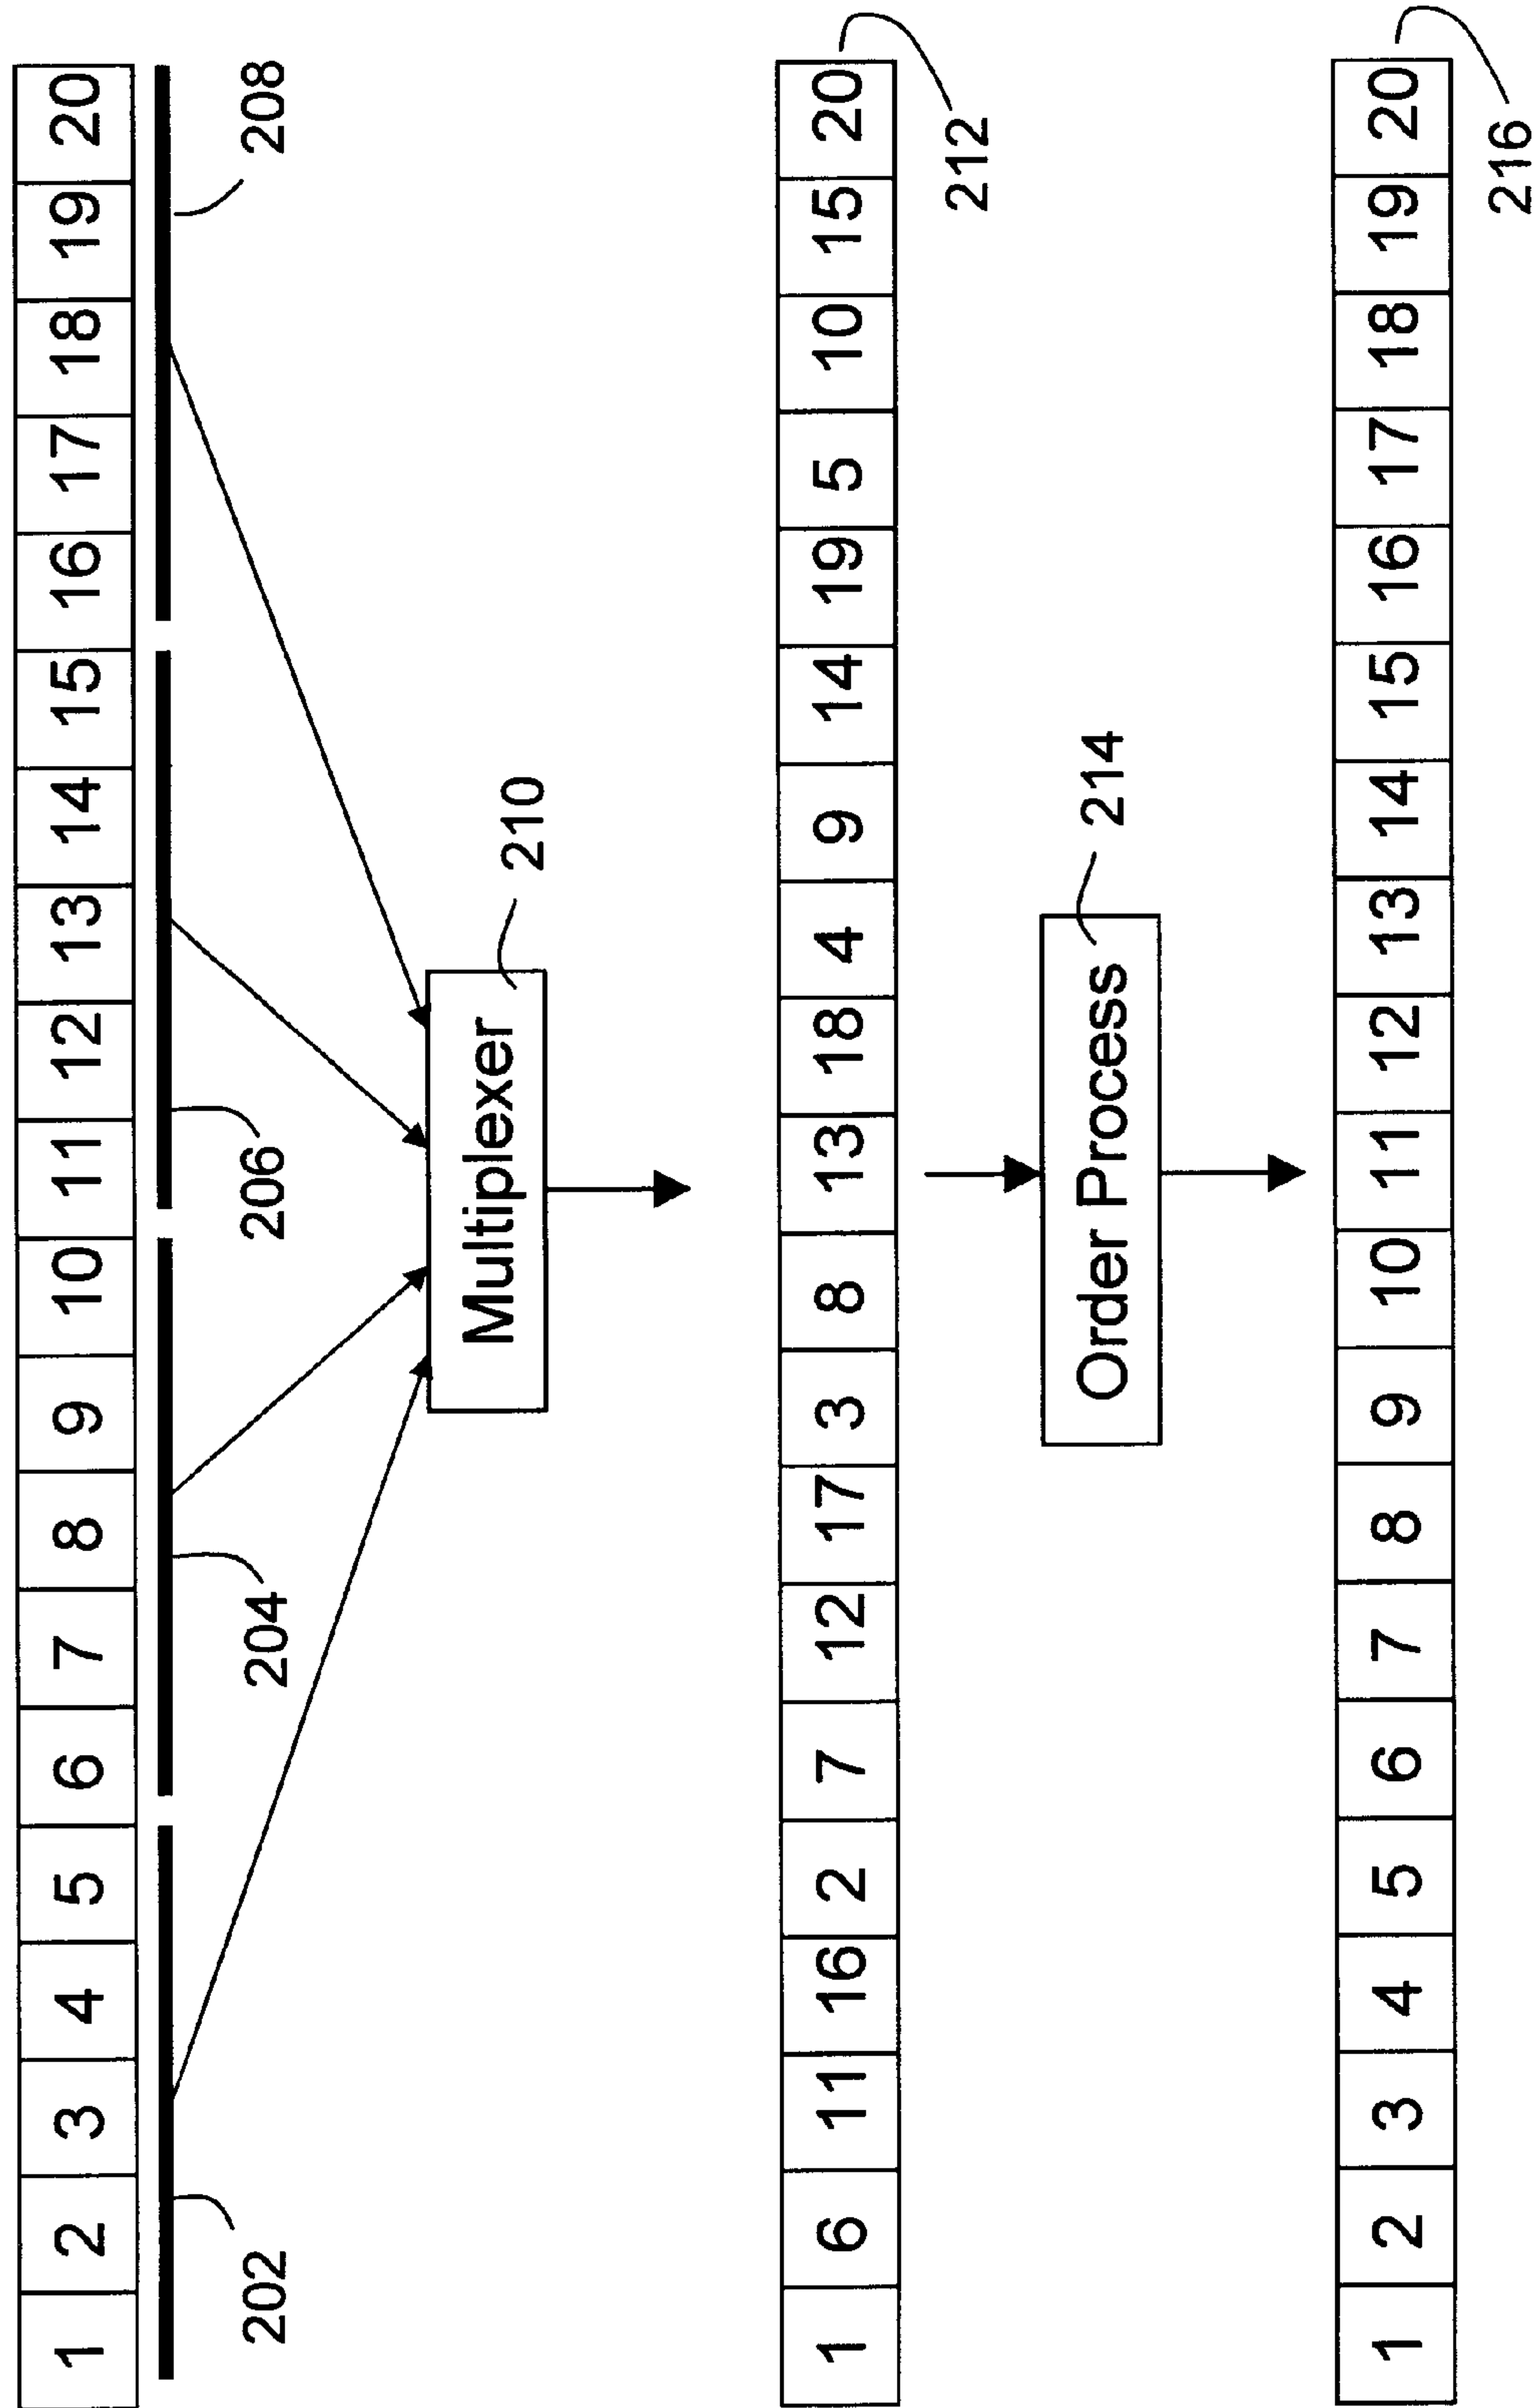 1 2 3 4 5 6 7 8 9 10 11 12 13 14 15 16 17 18 19 20
202 204 206 208
Multiplexer 210
1 6 11 16 2 7 12 17 3 8 13 18 4 9 14 19 5 10 15 20
212
Order Process 214
1 2 3 4 5 6 7 8 9 10 11 12 13 14 15 16 17 18 19 20
216